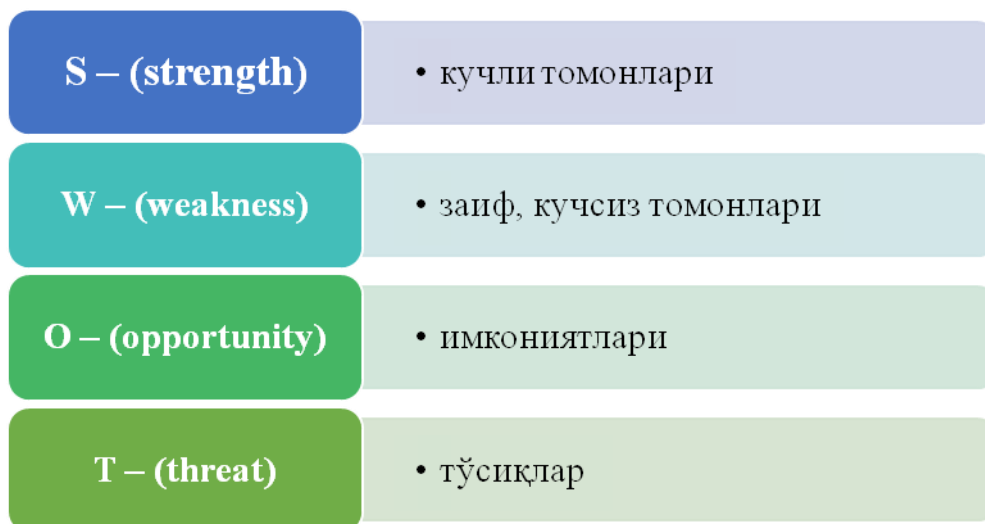 S – (strength)
• кучли томонлари
W – (weakness)
• заиф, кучсиз томонлари
O – (opportunity)
• имкониятлари
T – (threat)
• тўсиқлар